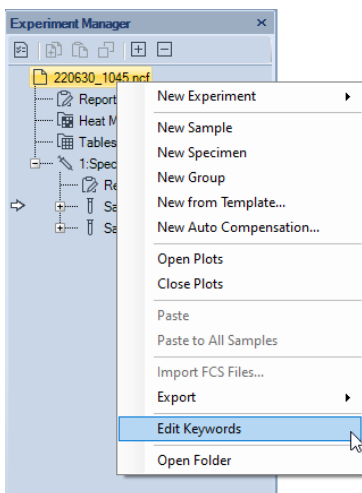 Experiment Manager
220630_1045.ncf
Report
Heat M
Tables
1:Spec
Re
Sa
Sa
New Experiment
New Sample
New Specimen
New Group
New from Template...
New Auto Compensation...
Open Plots
Close Plots
Paste
Paste to All Samples
Import FCS Files...
Export
Edit Keywords
Open Folder